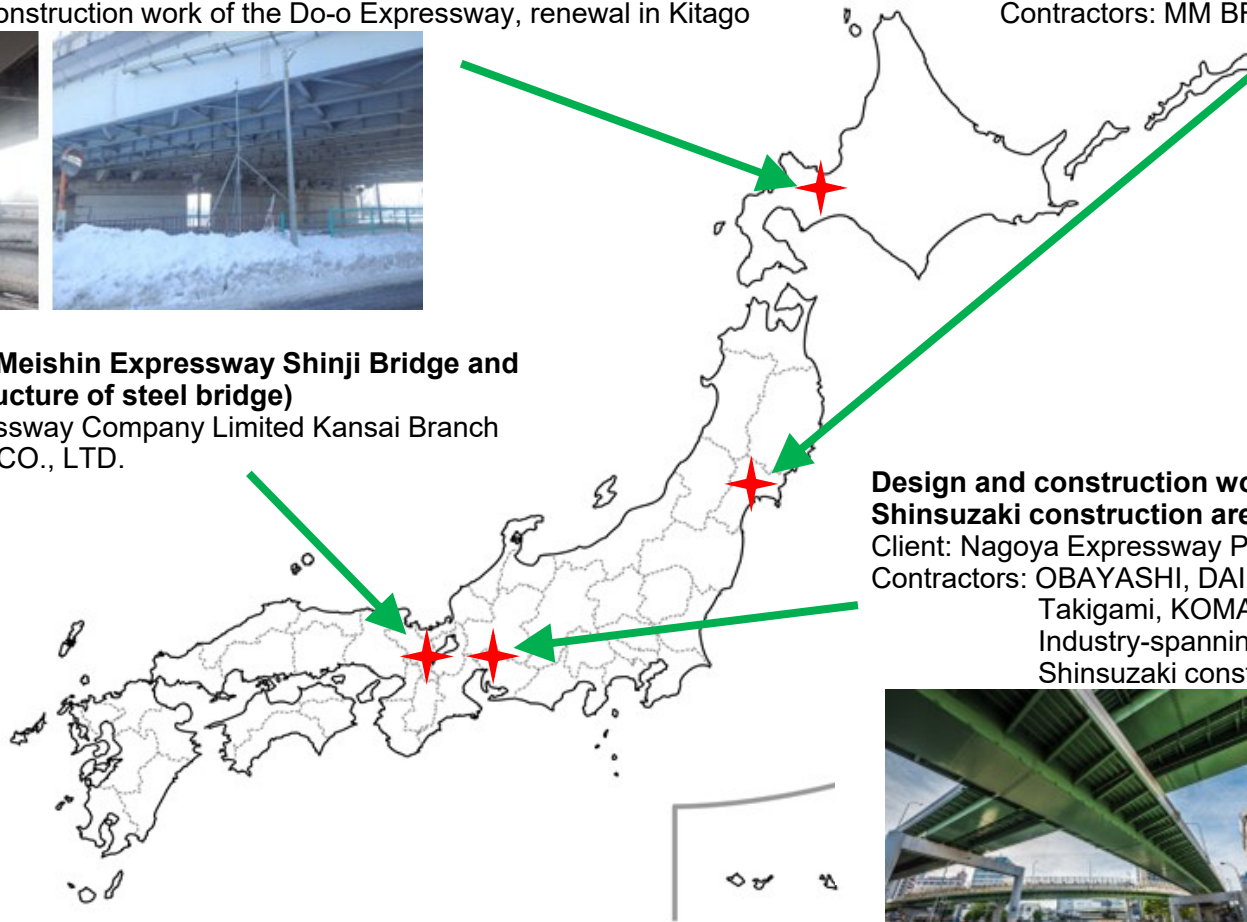 onstruction work of the Do-o Expressway, renewal in Kitago
Contractors: MM BR
Meishin Expressway Shinji Bridge and
ucture of steel bridge)
ssway Company Limited Kansai Branch
CO., LTD.
Design and construction wo
Shinsuzaki construction are
Client: Nagoya Expressway P
Contractors: OBAYASHI, DAI
Takigami, KOMA
Industry-spannin
Shinsuzaki const